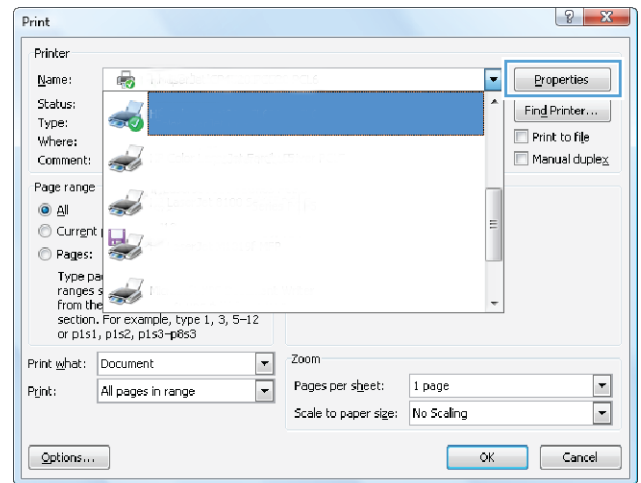 Print
Printer
Name:
Properties
Status:
Find Printer...
Type:
Where:
Print to file
Comment:
Manual duplex
Page range
All
Current
Pages:
Type
ranges
from the
section. For example, type 1, 3, 5–12
or p1s1, p1s2, p1s3–p8s3
Print what: Document
Print: All pages in range
Zoom
Pages per sheet: 1 page
Scale to paper size: No Scaling
Options...
OK
Cancel